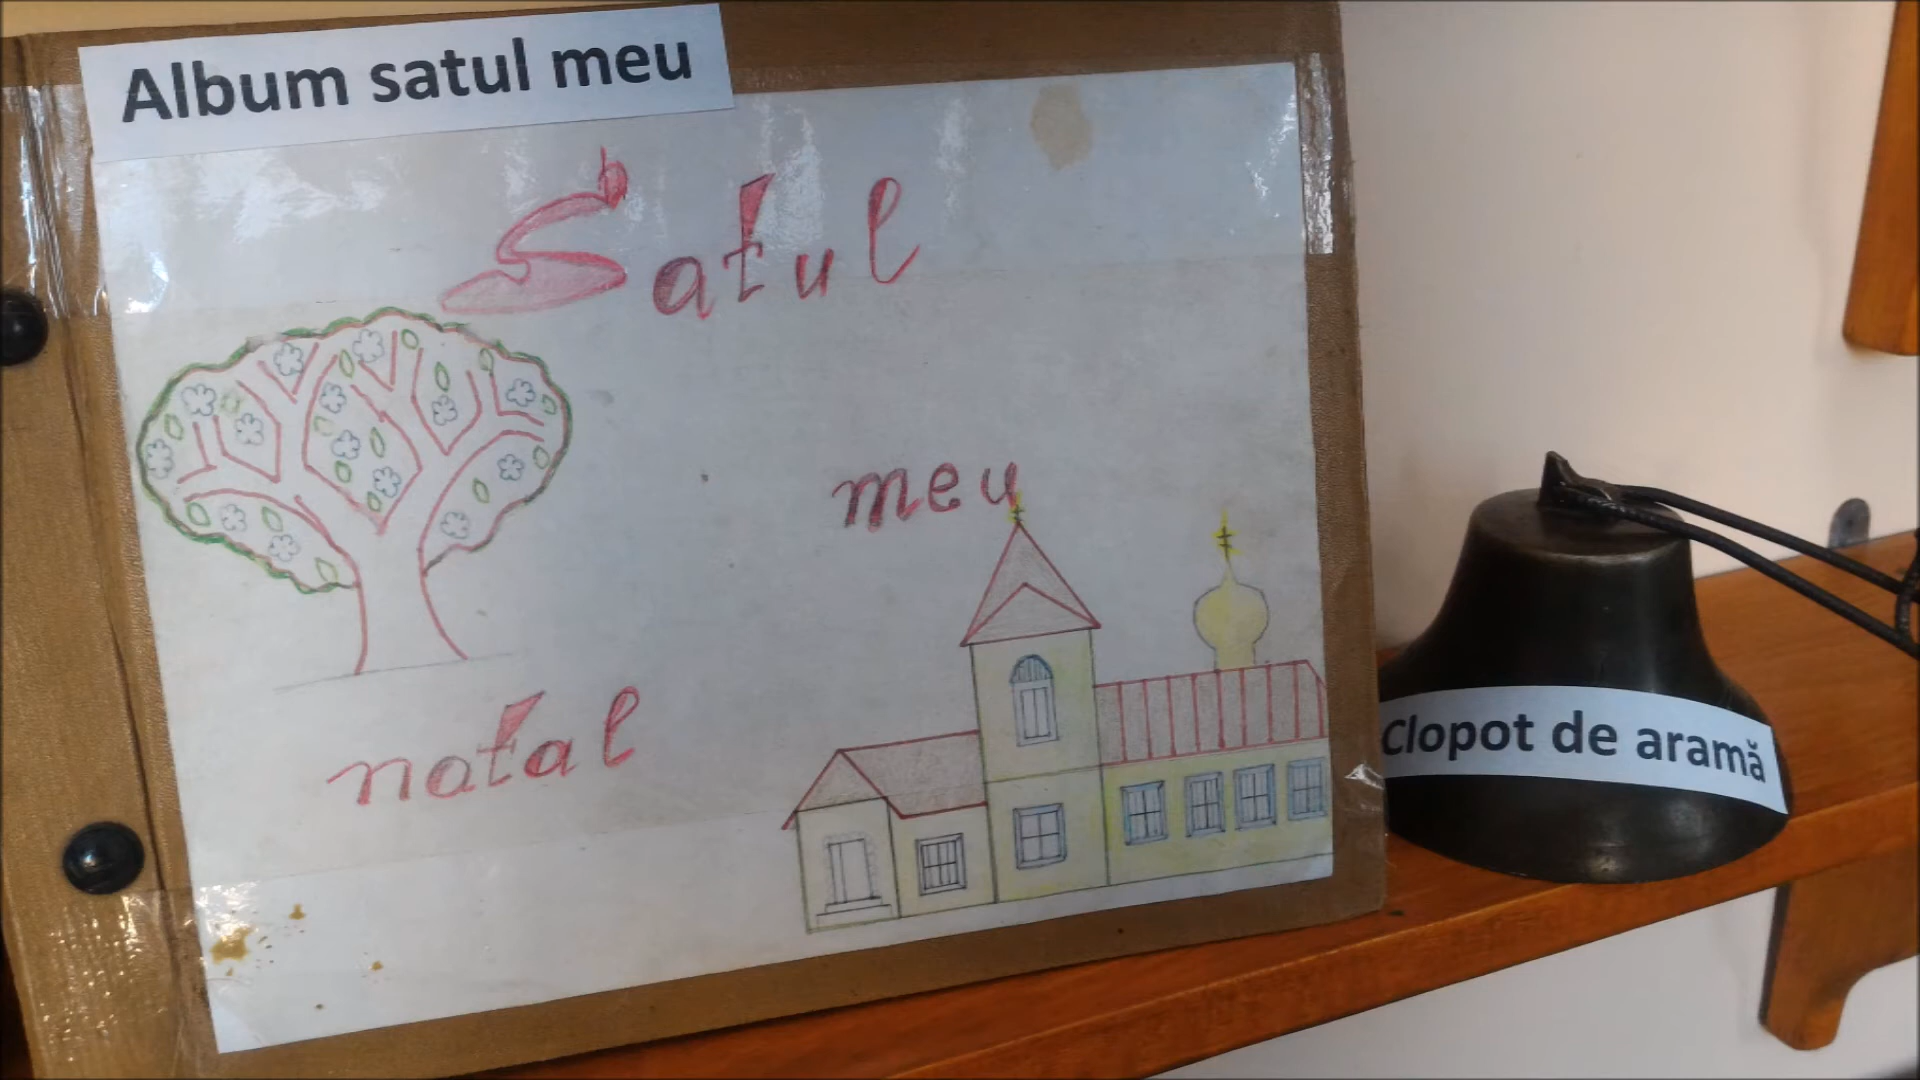 Album satul meu
Satul
meu
natal
Clopot de aramă